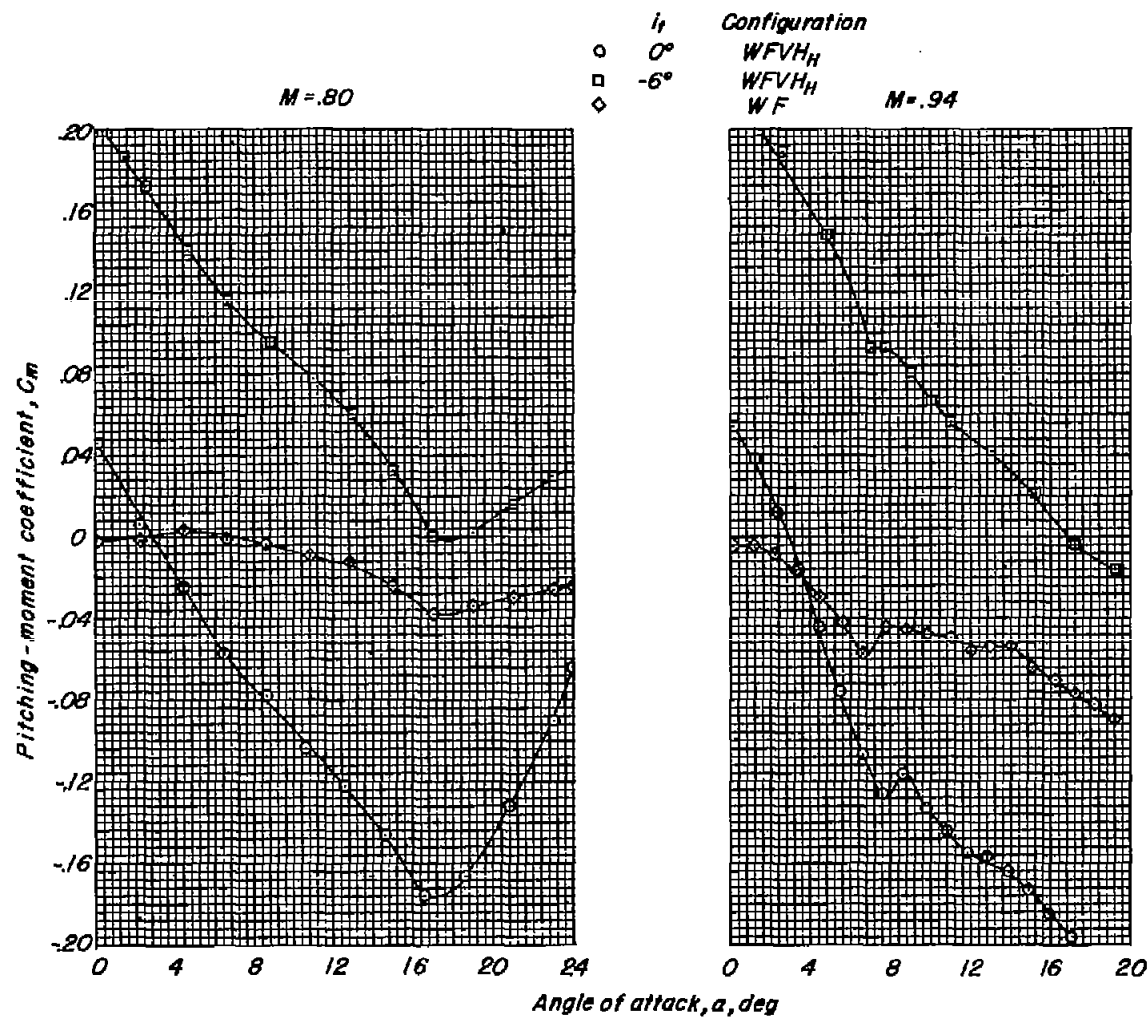 i_t Configuration
0° WFVH_H
-6° WFVH_H
WF
M=.80
M=.94
Pitching-moment coefficient, C_m
.20
.16
.12
.08
.04
0
-.04
-.08
-.12
-.16
-.20
0 4 8 12 16 20 24
0 4 8 12 16 20
Angle of attack, α, deg